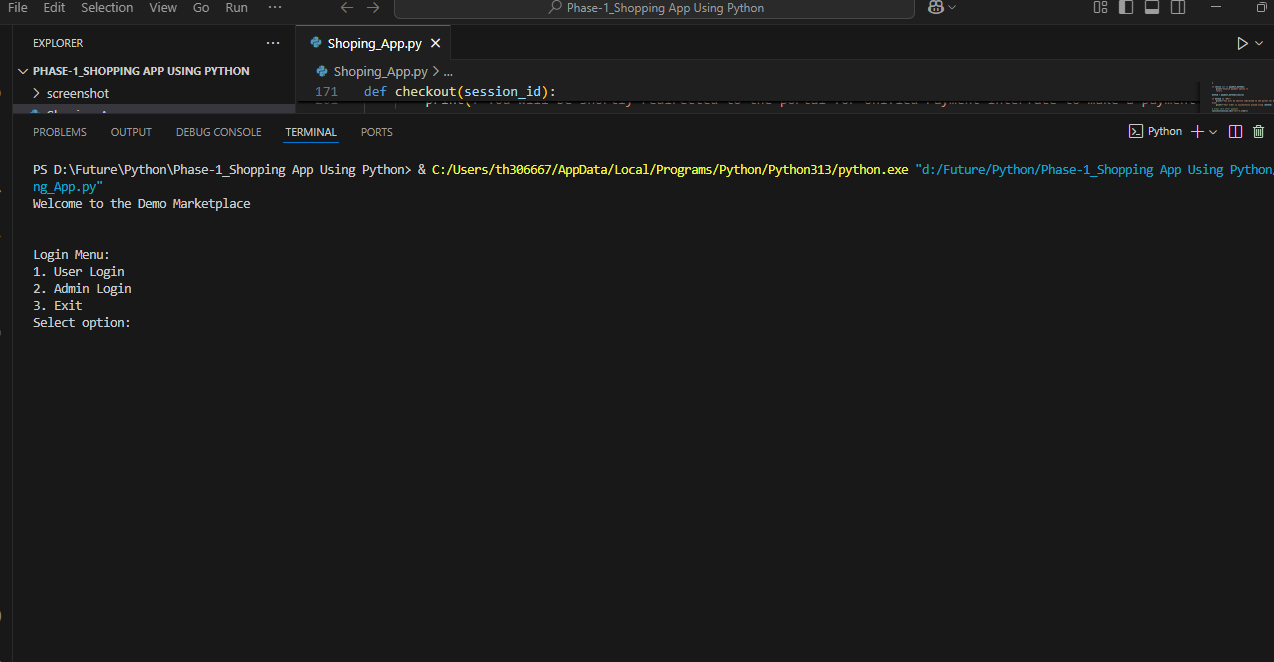 File Edit Selection View Go Run ··· Phase-1_Shopping App Using Python
EXPLORER ···
Shoping_App.py
PHASE-1_SHOPPING APP USING PYTHON
Shoping_App.py > ...
screenshot
171 def checkout(session_id):
PROBLEMS OUTPUT DEBUG CONSOLE TERMINAL PORTS Python
PS D:\Future\Python\Phase-1_Shopping App Using Python> & C:/Users/th306667/AppData/Local/Programs/Python/Python313/python.exe "d:/Future/Python/Phase-1_Shopping App Using Python/
ng_App.py"
Welcome to the Demo Marketplace
Login Menu:
1. User Login
2. Admin Login
3. Exit
Select option: